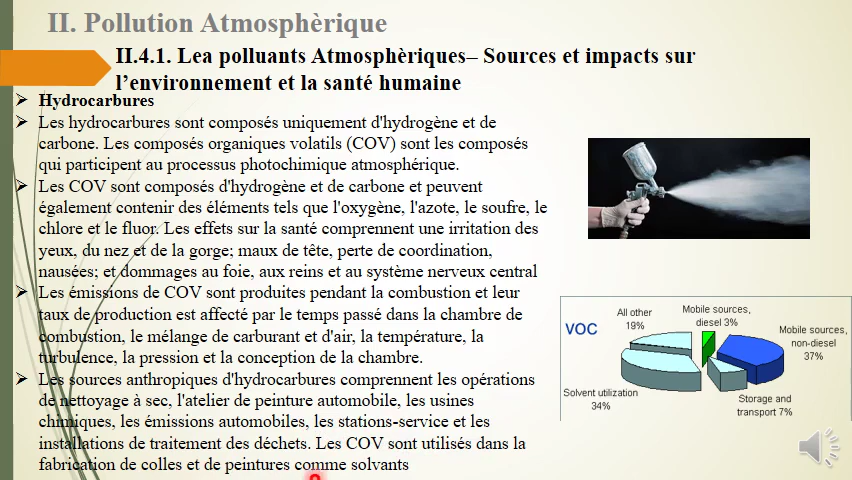 II. Pollution Atmosphèrique
II.4.1. Lea polluants Atmosphèriques– Sources et impacts sur
l’environnement et la santé humaine
Hydrocarbures
Les hydrocarbures sont composés uniquement d'hydrogène et de
carbone. Les composés organiques volatils (COV) sont les composés
qui participent au processus photochimique atmosphérique.
Les COV sont composés d'hydrogène et de carbone et peuvent
également contenir des éléments tels que l'oxygène, l'azote, le soufre, le
chlore et le fluor. Les effets sur la santé comprennent une irritation des
yeux, du nez et de la gorge; maux de tête, perte de coordination,
nausées; et dommages au foie, aux reins et au système nerveux central
Les émissions de COV sont produites pendant la combustion et leur
taux de production est affecté par le temps passé dans la chambre de
combustion, le mélange de carburant et d'air, la température, la
turbulence, la pression et la conception de la chambre.
Les sources anthropiques d'hydrocarbures comprennent les opérations
de nettoyage à sec, l'atelier de peinture automobile, les usines
chimiques, les émissions automobiles, les stations-service et les
installations de traitement des déchets. Les COV sont utilisés dans la
fabrication de colles et de peintures comme solvants
VOC
All other
19%
Mobile sources,
diesel 3%
Mobile sources,
non-diesel
37%
Solvent utilization
34%
Storage and
transport 7%